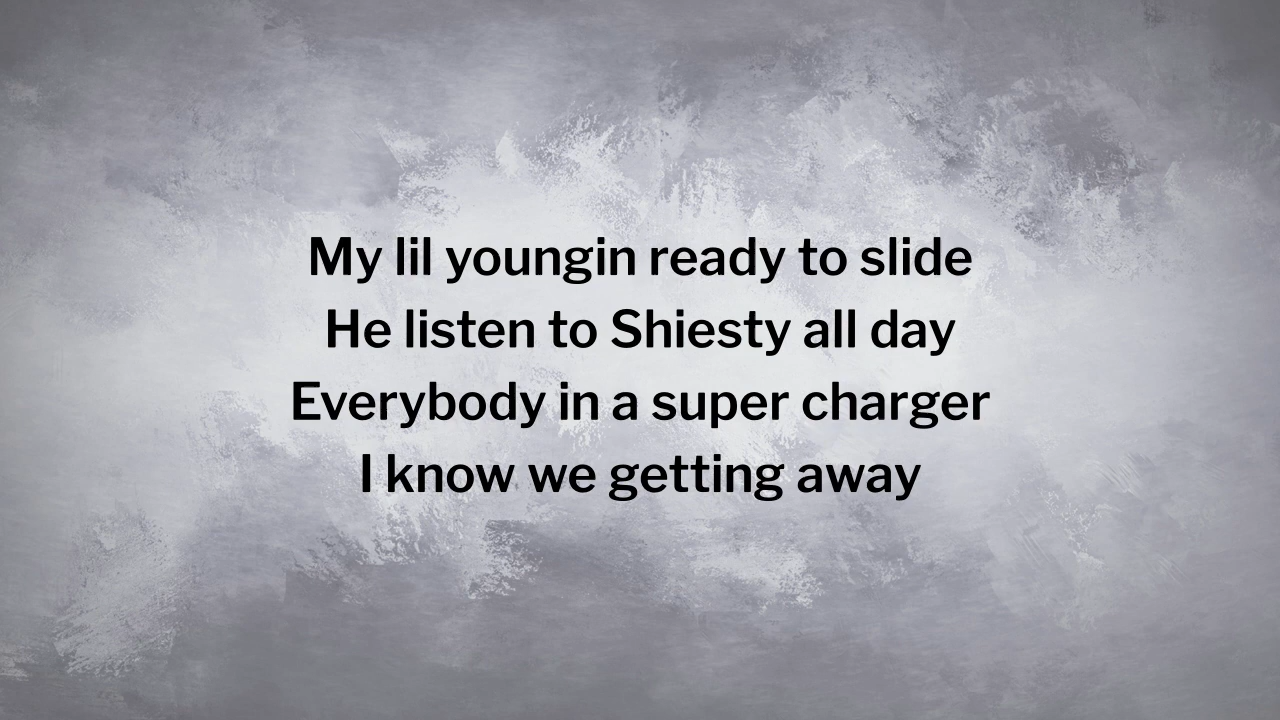 My lil youngin ready to slide
He listen to Shiesty all day
Everybody in a super charger
I know we getting away